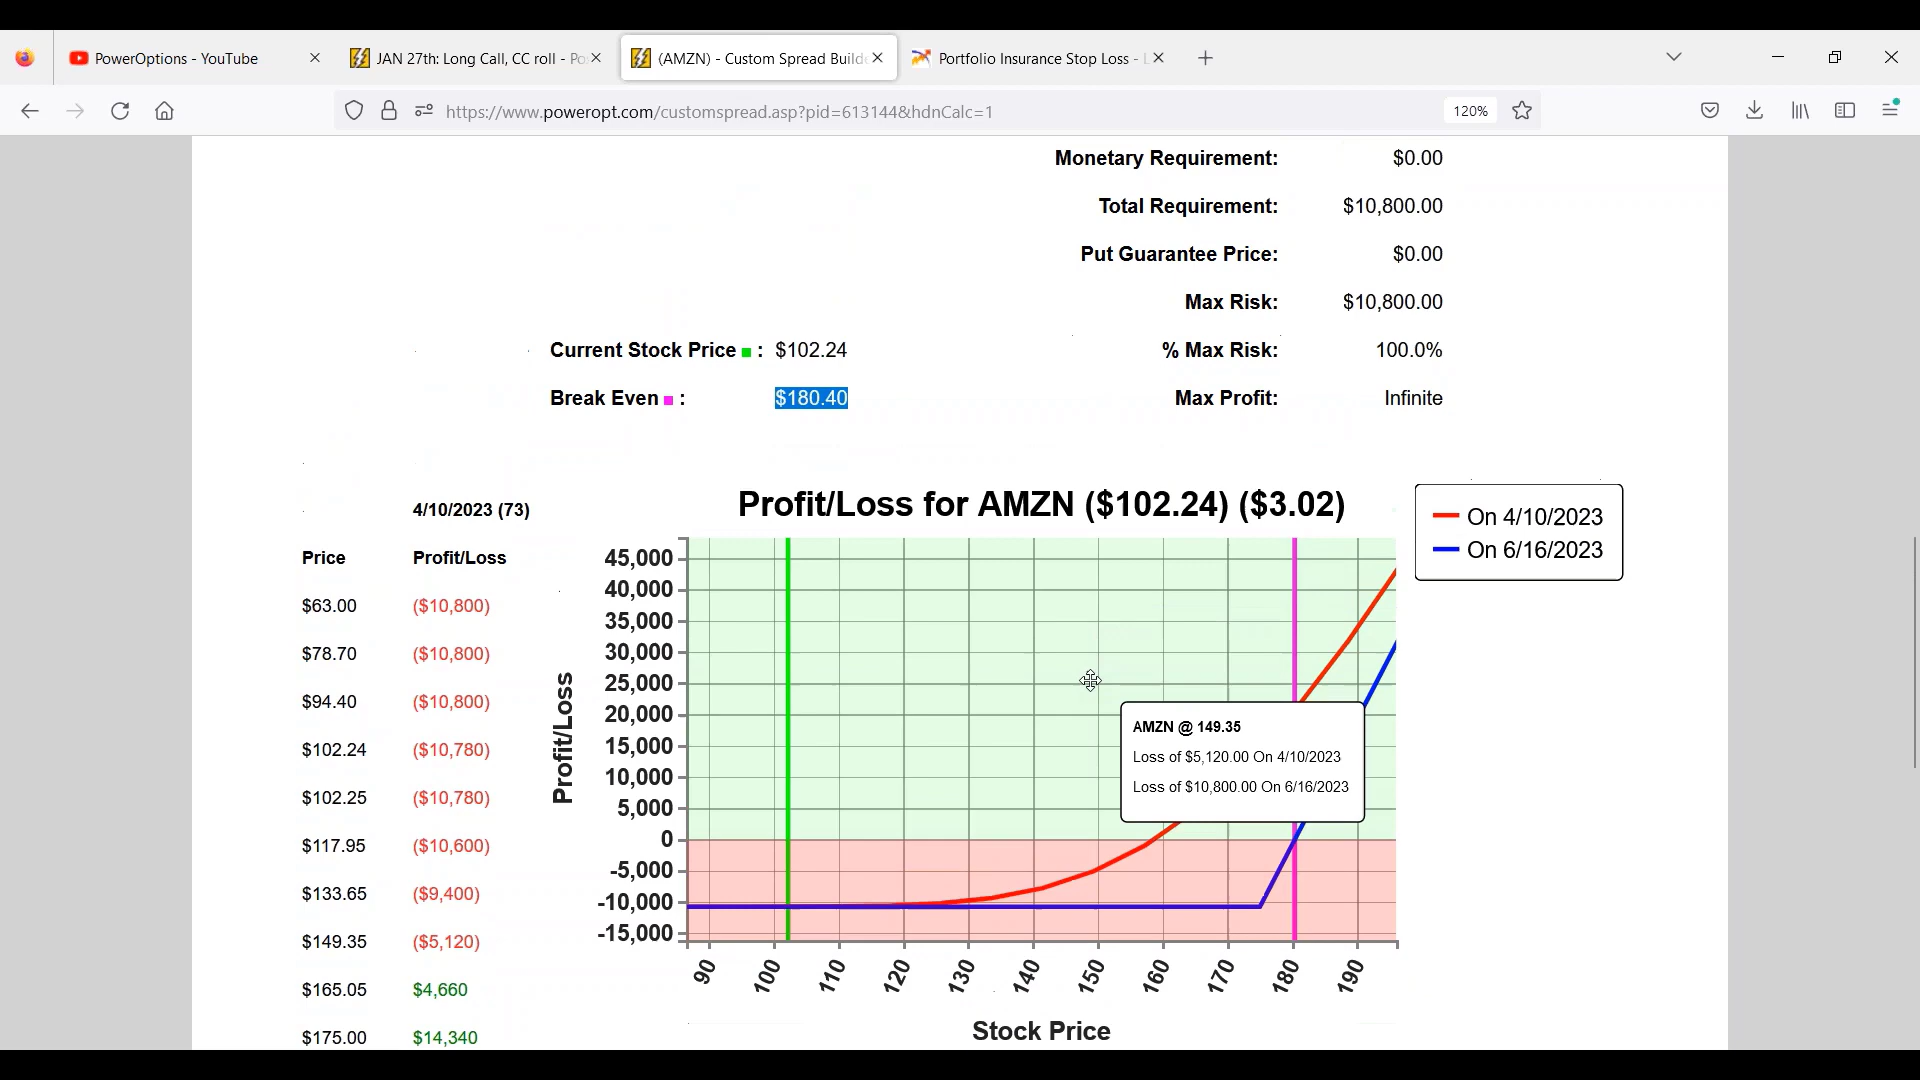 PowerOptions - YouTube
JAN 27th: Long Call, CC roll - Po
(AMZN) - Custom Spread Builde
Portfolio Insurance Stop Loss -
https://www.poweropt.com/customspread.asp?pid=613144&hdnCalc=1
120%
Monetary Requirement: $0.00
Total Requirement: $10,800.00
Put Guarantee Price: $0.00
Max Risk: $10,800.00
Current Stock Price : $102.24
% Max Risk: 100.0%
Break Even : $180.40
Max Profit: Infinite
4/10/2023 (73)
Price Profit/Loss
$63.00 ($10,800)
$78.70 ($10,800)
$94.40 ($10,800)
$102.24 ($10,780)
$102.25 ($10,780)
$117.95 ($10,600)
$133.65 ($9,400)
$149.35 ($5,120)
$165.05 $4,660
$175.00 $14,340
Profit/Loss for AMZN ($102.24) ($3.02)
On 4/10/2023
On 6/16/2023
Profit/Loss
45,000
40,000
35,000
30,000
25,000
20,000
15,000
10,000
5,000
0
-5,000
-10,000
-15,000
AMZN @ 149.35
Loss of $5,120.00 On 4/10/2023
Loss of $10,800.00 On 6/16/2023
90 100 110 120 130 140 150 160 170 180 190
Stock Price